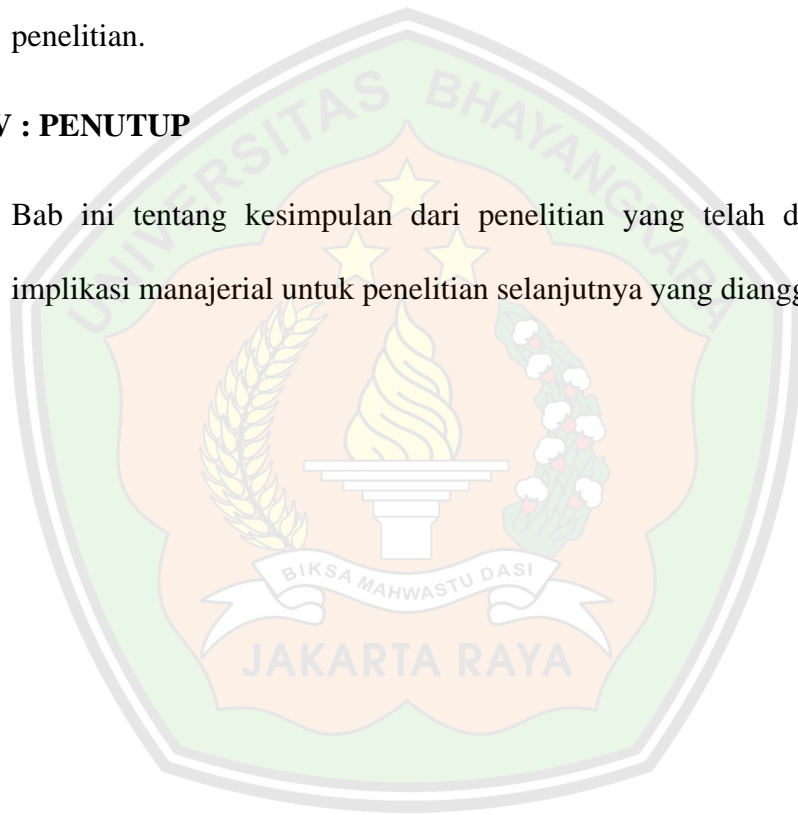 penelitian.
V : PENUTUP
Bab ini tentang kesimpulan dari penelitian yang telah d
implikasi manajerial untuk penelitian selanjutnya yang diangg
UNIVERSITAS BHAYANGKARA
BIKSA MAHWASTU DASI
JAKARTA RAYA